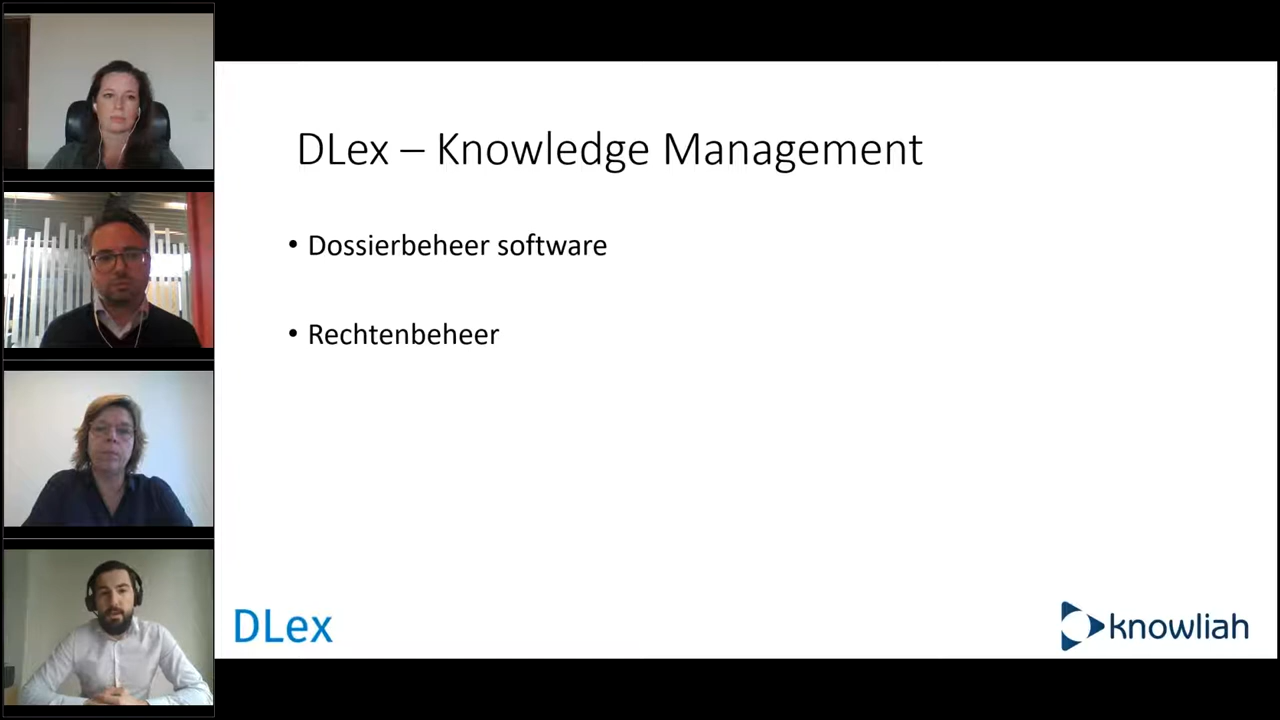 DLex – Knowledge Management
• Dossierbeheer software
• Rechtenbeheer
DLex
knowliah